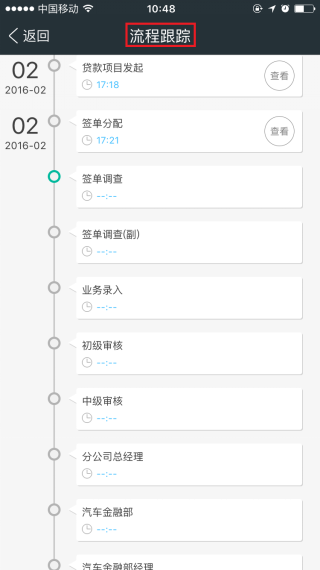 中国移动 10:48
返回 流程跟踪
02 贷款项目发起
2016-02 17:18 查看
02 签单分配
2016-02 17:21 查看
签单调查
--:--
签单调查(副)
--:--
业务录入
--:--
初级审核
--:--
中级审核
--:--
分公司总经理
--:--
汽车金融部
--:--
汽车金融部经理